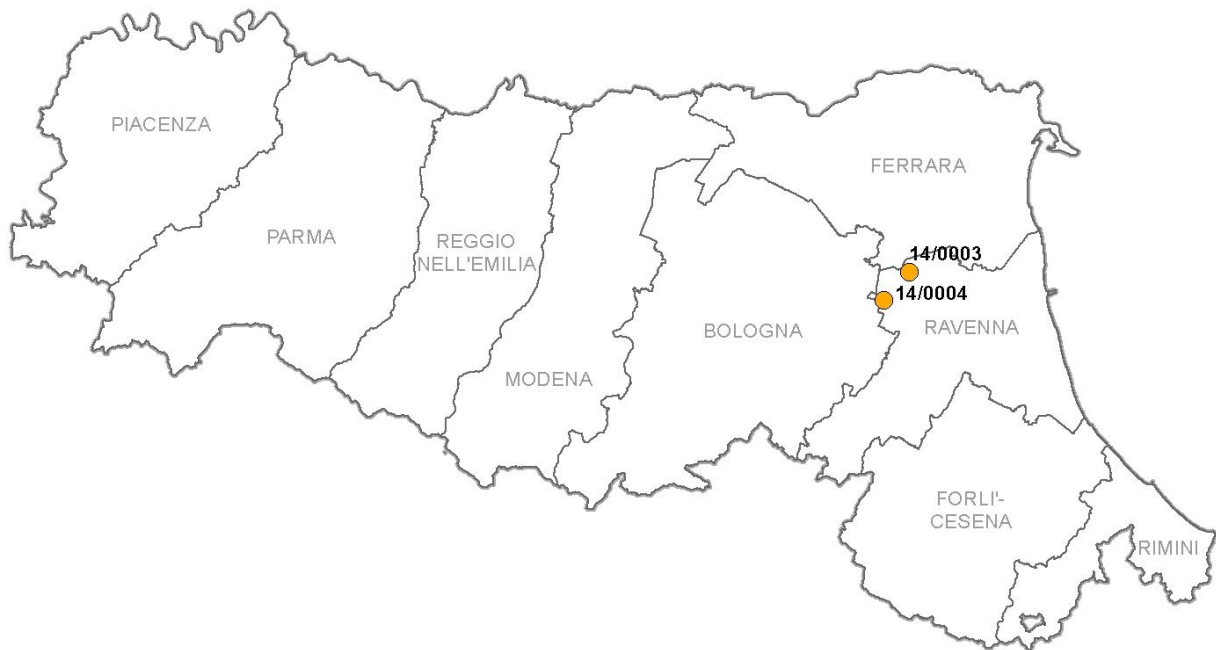 PIACENZA
FERRARA
PARMA
REGGIO
NELL'EMILIA
14/0003
14/0004
BOLOGNA
RAVENNA
MODENA
FORLI'-
CESENA
RIMINI